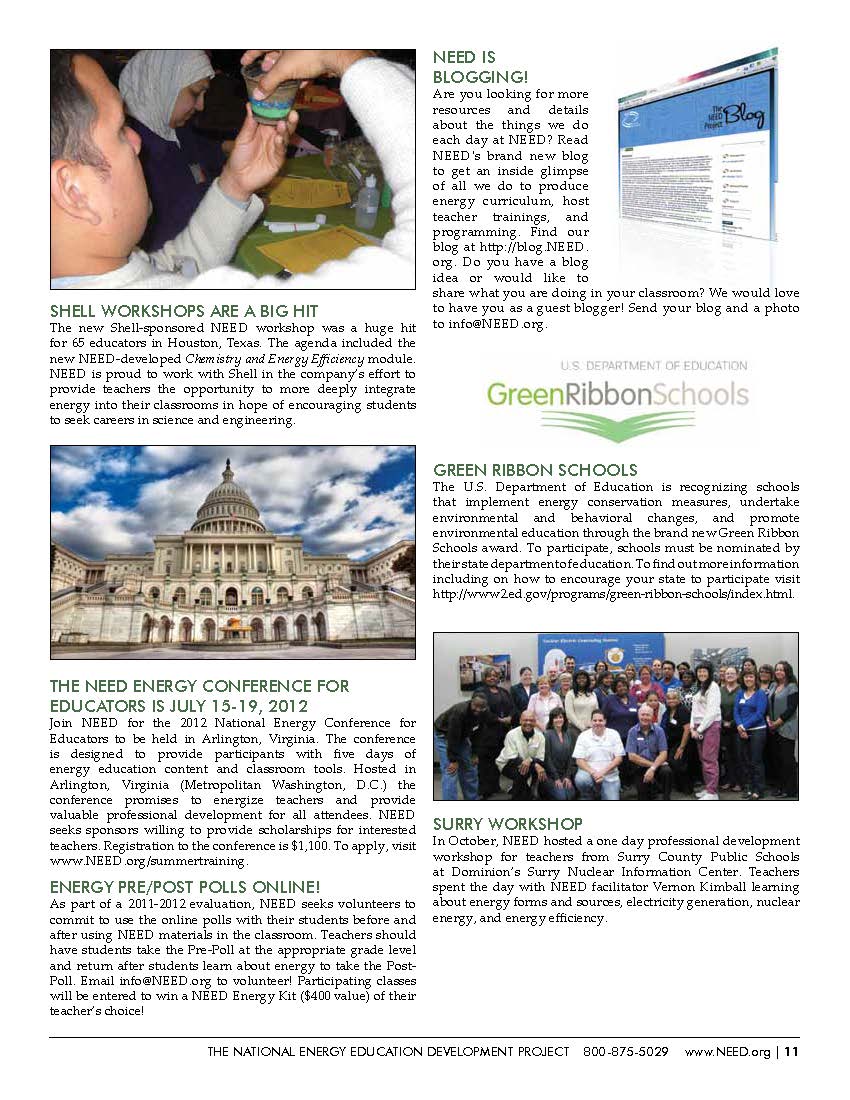 SHELL WORKSHOPS ARE A BIG HIT
The new Shell-sponsored NEED workshop was a huge hit
for 65 educators in Houston, Texas. The agenda included the
new NEED-developed Chemistry and Energy Efficiency module.
NEED is proud to work with Shell in the company's effort to
provide teachers the opportunity to more deeply integrate
energy into their classrooms in hope of encouraging students
to seek careers in science and engineering.
THE NEED ENERGY CONFERENCE FOR
EDUCATORS IS JULY 15-19, 2012
Join NEED for the 2012 National Energy Conference for
Educators to be held in Arlington, Virginia. The conference
is designed to provide participants with five days of
energy education content and classroom tools. Hosted in
Arlington, Virginia (Metropolitan Washington, D.C.) the
conference promises to energize teachers and provide
valuable professional development for all attendees. NEED
seeks sponsors willing to provide scholarships for interested
teachers. Registration to the conference is $1,100. To apply, visit
www.NEED.org/summertraining.
ENERGY PRE/POST POLLS ONLINE!
As part of a 2011-2012 evaluation, NEED seeks volunteers to
commit to use the online polls with their students before and
after using NEED materials in the classroom. Teachers should
have students take the Pre-Poll at the appropriate grade level
and return after students learn about energy to take the Post-
Poll. Email info@NEED.org to volunteer! Participating classes
will be entered to win a NEED Energy Kit ($400 value) of their
teacher's choice!
NEED IS
BLOGGING!
Are you looking for more
resources and details
about the things we do
each day at NEED? Read
NEED's brand new blog
to get an inside glimpse
of all we do to produce
energy curriculum, host
teacher trainings, and
programming. Find our
blog at http://blog.NEED.
org. Do you have a blog
idea or would like to
share what you are doing in your classroom? We would love
to have you as a guest blogger! Send your blog and a photo
to info@NEED.org.
The
NEED
Project
Blog
U.S. DEPARTMENT OF EDUCATION
GreenRibbonSchools
GREEN RIBBON SCHOOLS
The U.S. Department of Education is recognizing schools
that implement energy conservation measures, undertake
environmental and behavioral changes, and promote
environmental education through the brand new Green Ribbon
Schools award. To participate, schools must be nominated by
their state department of education. To find out more information
including on how to encourage your state to participate visit
http://www2.ed.gov/programs/green-ribbon-schools/index.html.
SURRY WORKSHOP
In October, NEED hosted a one day professional development
workshop for teachers from Surry County Public Schools
at Dominion's Surry Nuclear Information Center. Teachers
spent the day with NEED facilitator Vernon Kimball learning
about energy forms and sources, electricity generation, nuclear
energy, and energy efficiency.
THE NATIONAL ENERGY EDUCATION DEVELOPMENT PROJECT 800-875-5029 www.NEED.org | 11